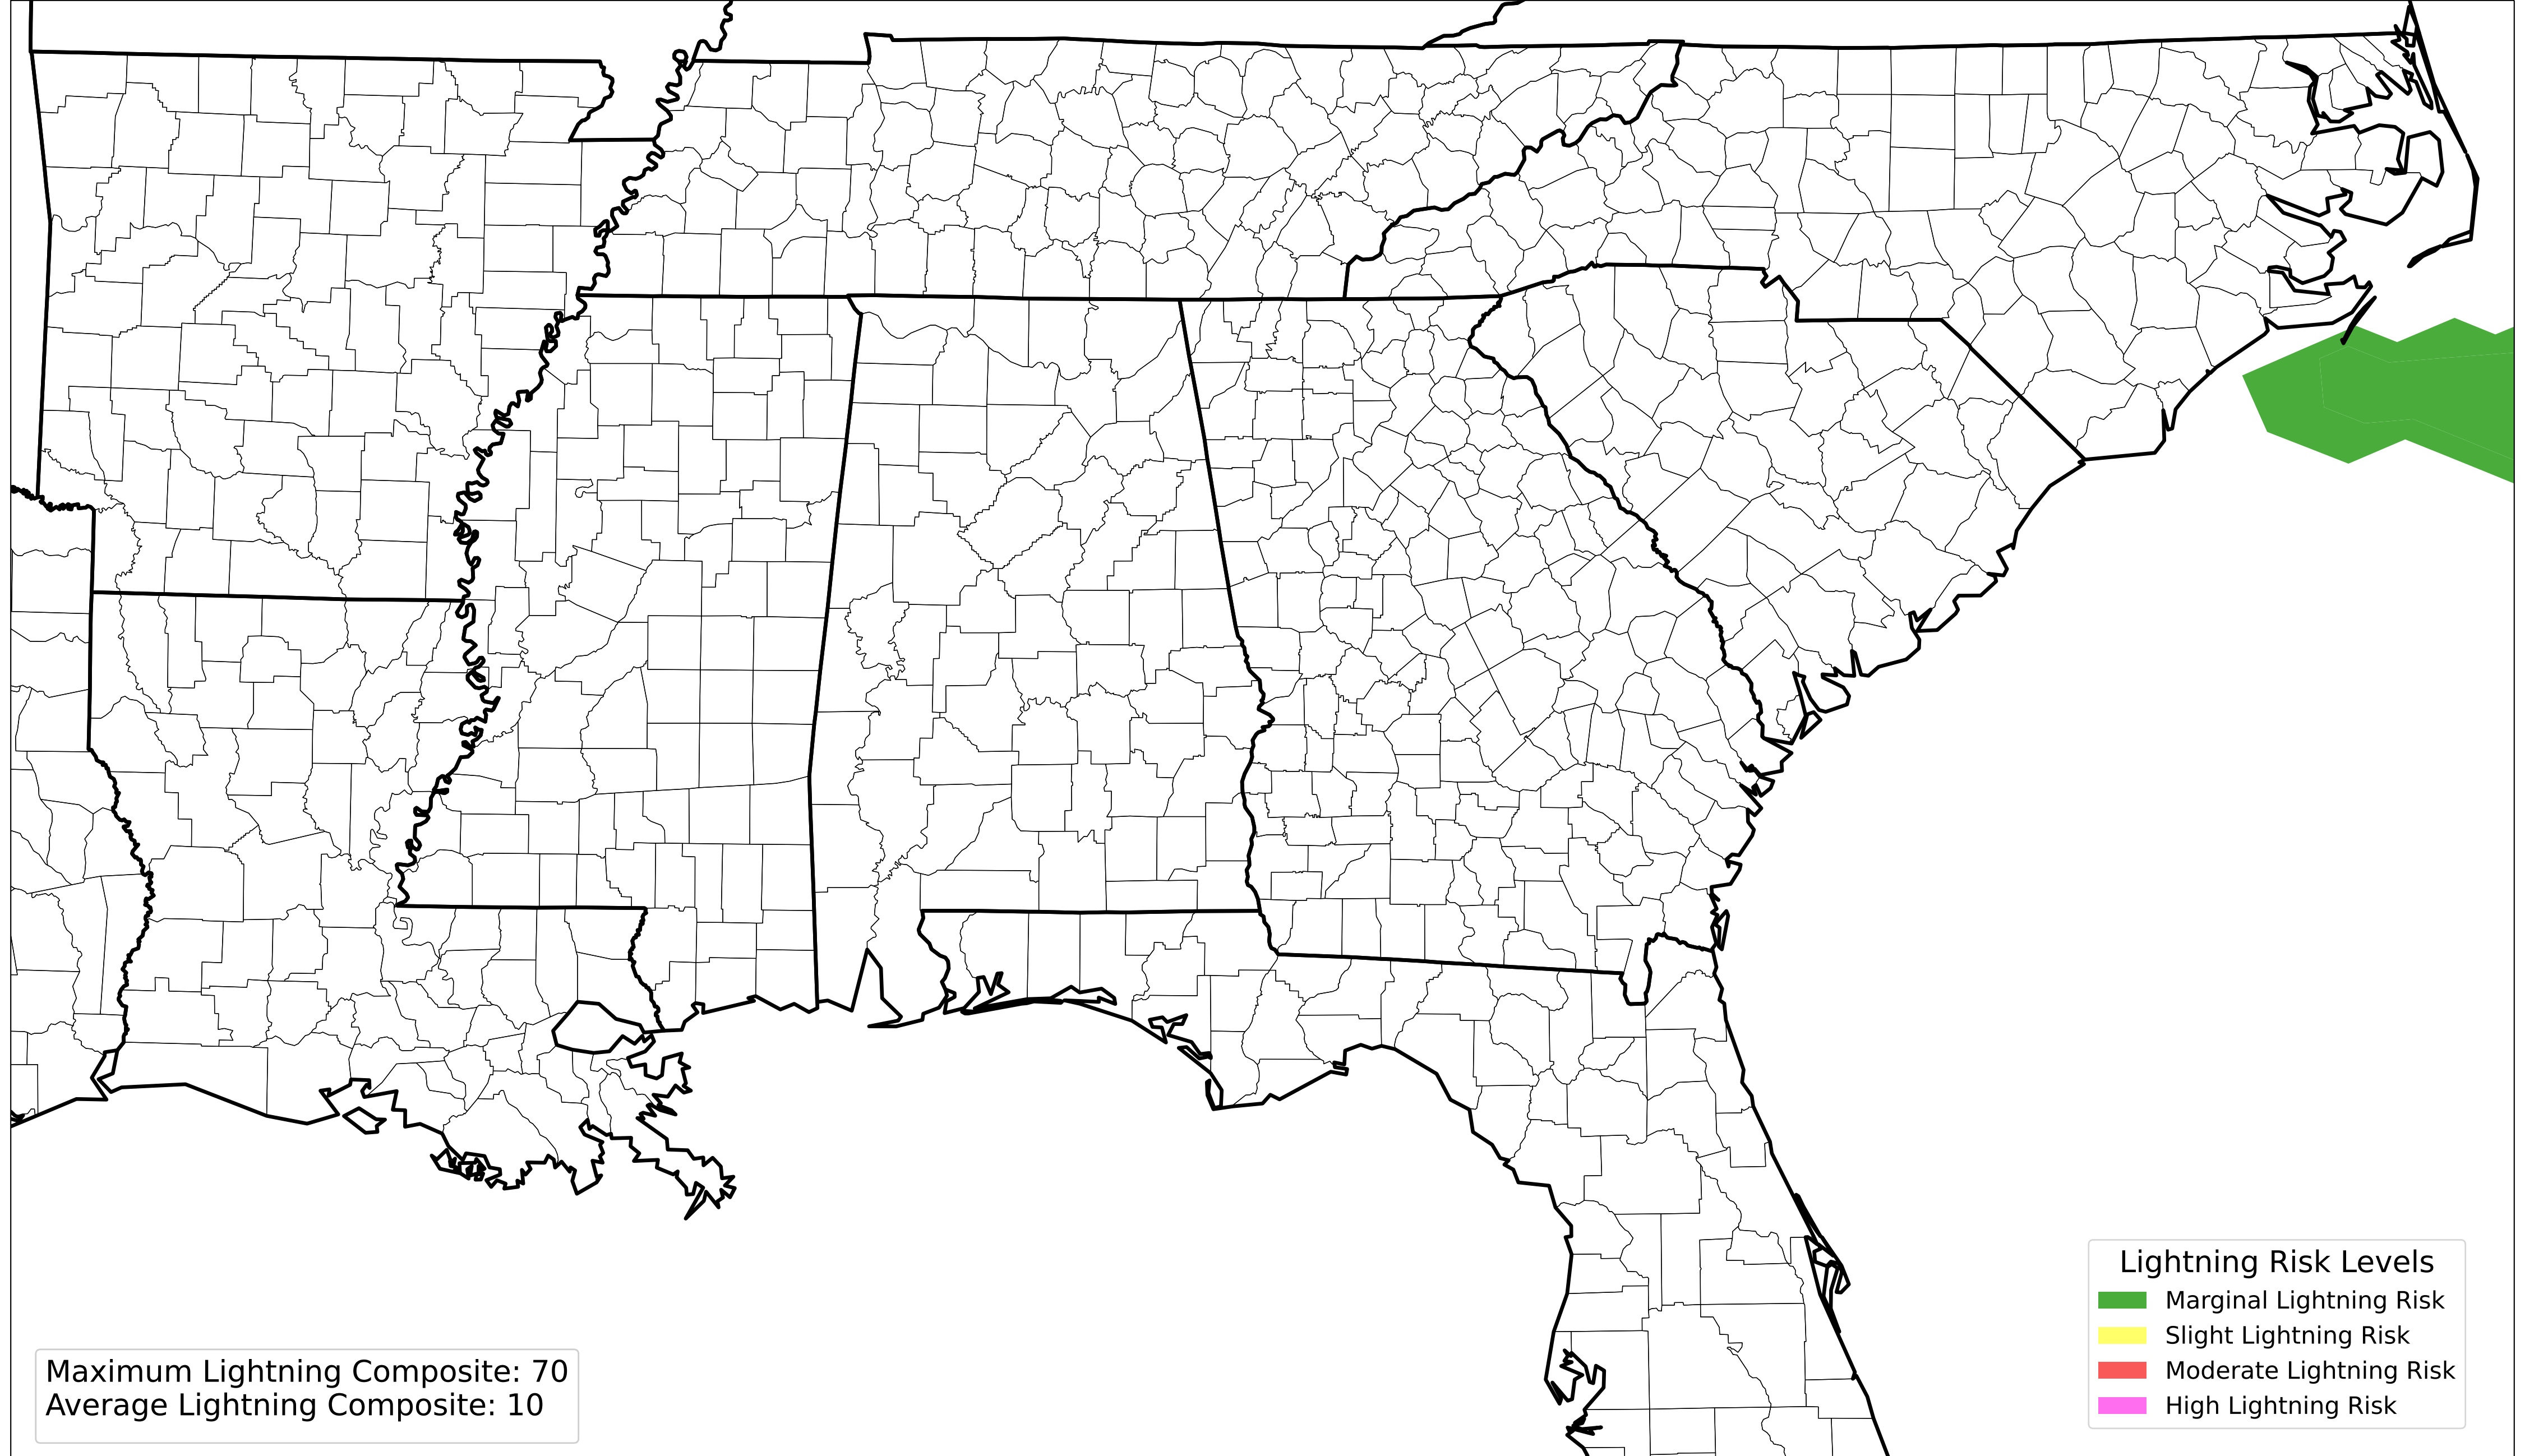 Lightning Risk Levels
Marginal Lightning Risk
Slight Lightning Risk
Moderate Lightning Risk
High Lightning Risk
Maximum Lightning Composite: 70
Average Lightning Composite: 10